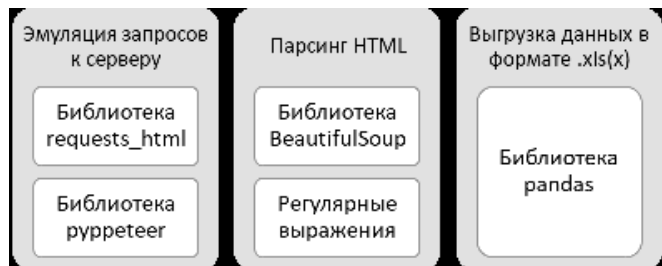 Эмуляция запросов
к серверу
Библиотека
requests_html
Библиотека
pyppeteer
Парсинг HTML
Библиотека
BeautifulSoup
Регулярные
выражения
Выгрузка данных в
формате .xls(x)
Библиотека
pandas